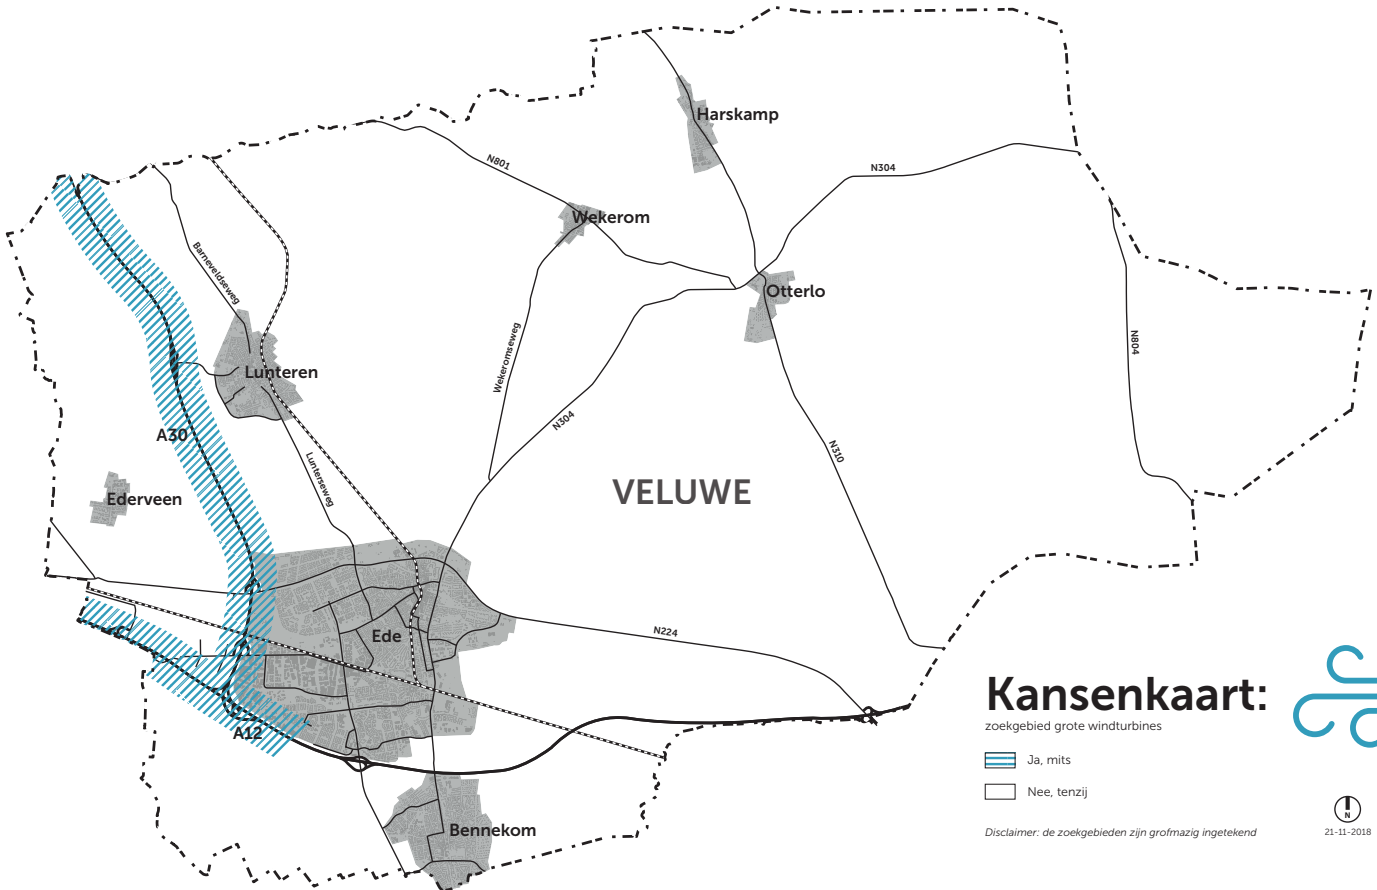 Harskamp
N801
N304
Wekerom
Barneveldseweg
Otterlo
Wekeromseweg
N804
Lunteren
N304
A30
N310
Lunterseweg
VELUWE
Ederveen
Ede
N224
A12
Bennekom
Kansenkaart:
zoekgebied grote windturbines
Ja, mits
Nee, tenzij
Disclaimer: de zoekgebieden zijn grofmazig ingetekend
N
21-11-2018